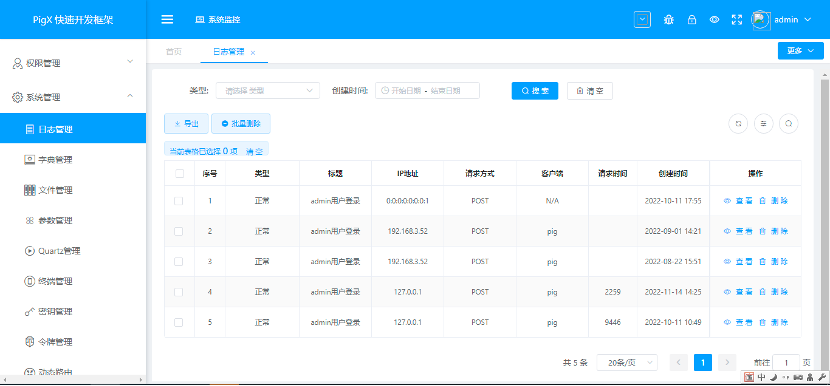 PigX 快速开发框架
系统监控
admin
权限管理
系统管理
日志管理
字典管理
文件管理
参数管理
Quartz管理
终端管理
密钥管理
令牌管理
动态路由
首页
日志管理
更多
类型:
请选择 类型
创建时间:
开始日期 - 结束日期
搜 索
清 空
导出
批量删除
当前表格已选择 0 项 清 空
序号 类型 标题 IP地址 请求方式 客户端 请求时间 创建时间 操作
1 正常 admin用户登录 0:0:0:0:0:0:0:1 POST N/A 2022-10-11 17:55 查 看 删 除
2 正常 admin用户登录 192.168.3.52 POST pig 2022-09-01 14:21 查 看 删 除
3 正常 admin用户登录 192.168.3.52 POST pig 2022-08-22 15:51 查 看 删 除
4 正常 admin用户登录 127.0.0.1 POST pig 2259 2022-11-14 14:25 查 看 删 除
5 正常 admin用户登录 127.0.0.1 POST pig 9446 2022-10-11 10:49 查 看 删 除
共 5 条
20条/页
1
前往 1 页
中